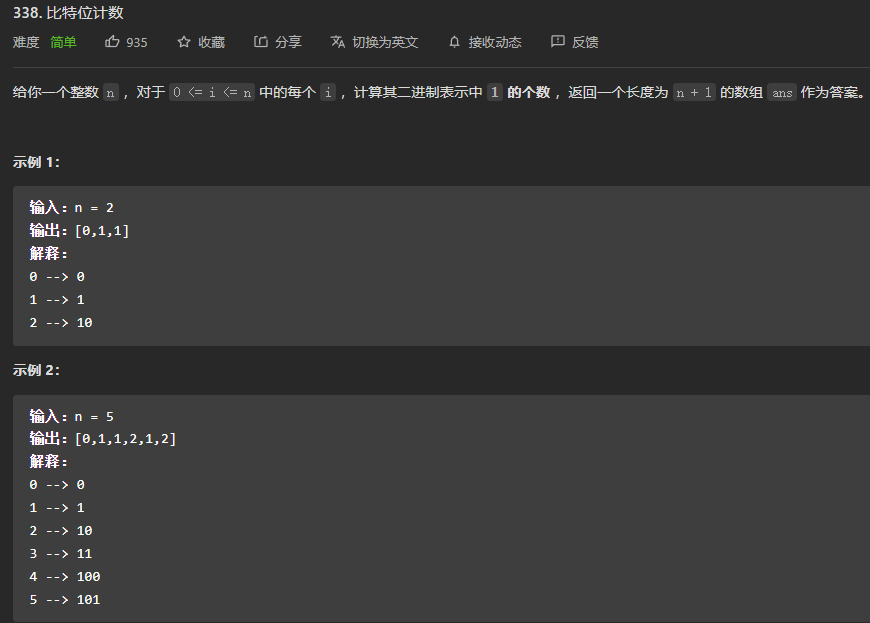 338. 比特位计数
难度 简单 935 收藏 分享 切换为英文 接收动态 反馈
给你一个整数 n ，对于 0 <= i <= n 中的每个 i ，计算其二进制表示中 1 的个数 ，返回一个长度为 n + 1 的数组 ans 作为答案。
示例 1：
输入：n = 2
输出：[0,1,1]
解释：
0 --> 0
1 --> 1
2 --> 10
示例 2：
输入：n = 5
输出：[0,1,1,2,1,2]
解释：
0 --> 0
1 --> 1
2 --> 10
3 --> 11
4 --> 100
5 --> 101